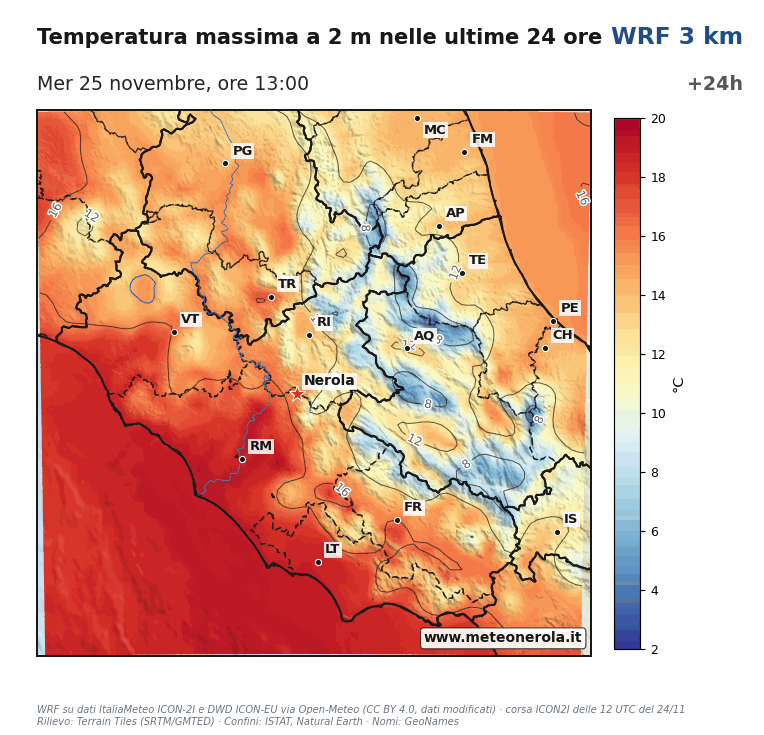 Temperatura massima a 2 m nelle ultime 24 ore WRF 3 km
Mer 25 novembre, ore 13:00 +24h
MC
FM
PG
16
16
12
AP
8
TE
12
TR
PE
VT
RI
CH
AQ
8
12
Nerola
8
8
12
RM
8
16
FR
IS
LT
www.meteonerola.it
20
18
16
14
12
10
8
6
4
2
°C
WRF su dati ItaliaMeteo ICON-2I e DWD ICON-EU via Open-Meteo (CC BY 4.0, dati modificati) · corsa ICON2I delle 12 UTC del 24/11
Rilievo: Terrain Tiles (SRTM/GMTED) · Confini: ISTAT, Natural Earth · Nomi: GeoNames